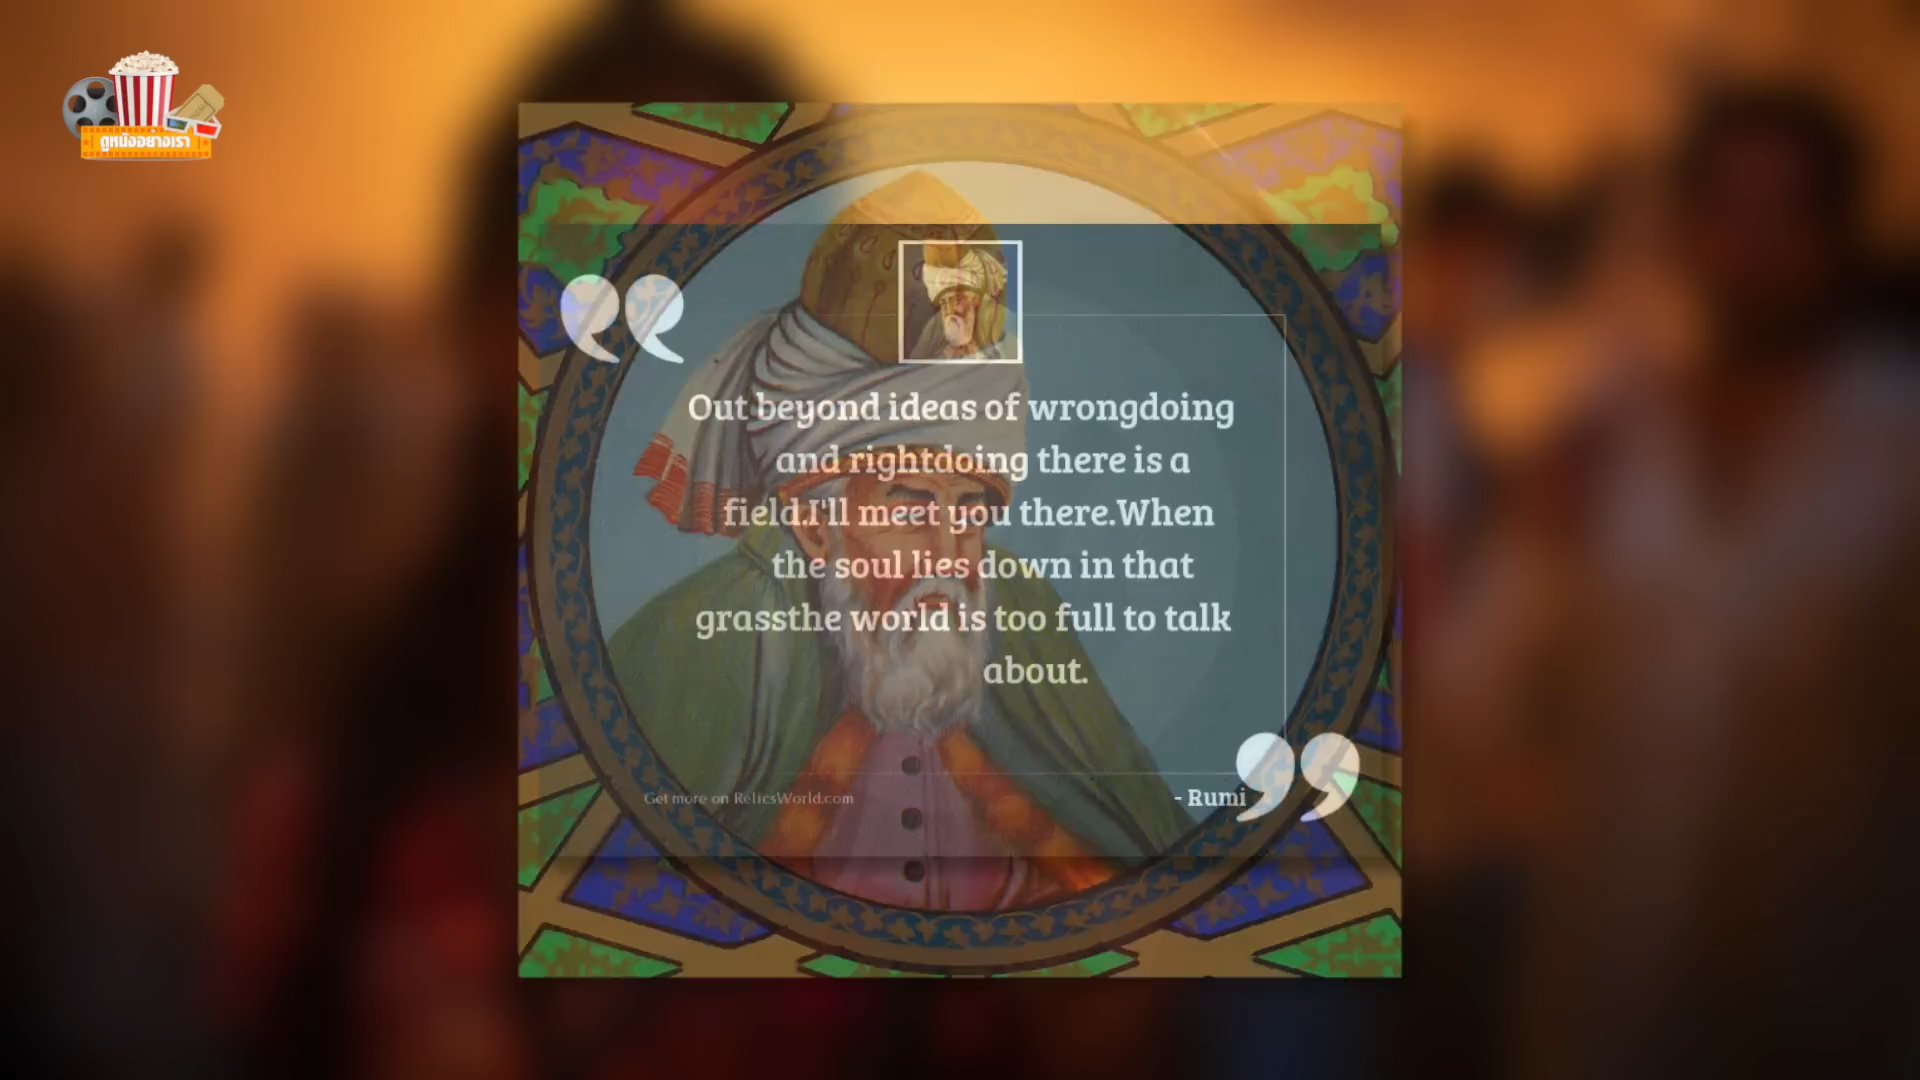 ดูหนังอย่างเรา
Out beyond ideas of wrongdoing
and rightdoing there is a
field.I'll meet you there.When
the soul lies down in that
grassthe world is too full to talk
about.
Get more on RelicsWorld.com
- Rumi